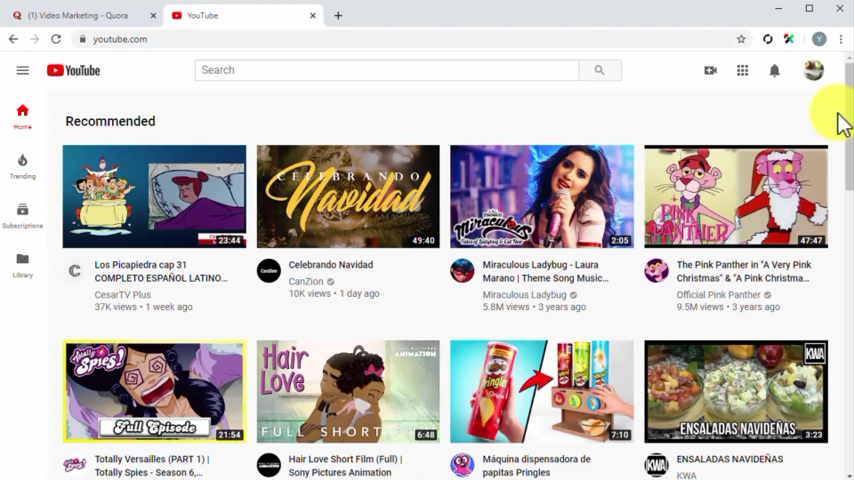 (1) Video Marketing - Quora
YouTube
youtube.com
Y
YouTube
Search
Home
Trending
Subscriptions
Library
Recommended
23:44
CELEBRANDO
Navidad
49:40
Miraculous
2:05
PINK
PANTHER
47:47
Los Picapiedra cap 31
COMPLETO ESPAÑOL LATINO...
CesarTV Plus
37K views • 1 week ago
Celebrando Navidad
CanZion
10K views • 1 day ago
Miraculous Ladybug - Laura
Marano | Theme Song Music...
Miraculous Ladybug
5.8M views • 3 years ago
The Pink Panther in "A Very Pink
Christmas" & "A Pink Christma...
Official Pink Panther
9.5M views • 3 years ago
Totally Spies!
Full Episode
21:54
ANIMATION
Hair
LOVE
FULL SHORT FILM
6:48
Pringles
7:10
KWA
ENSALADAS NAVIDEÑAS
3:23
Totally Versailles (PART 1) |
Totally Spies - Season 6,...
Hair Love Short Film (Full) |
Sony Pictures Animation
Máquina dispensadora de
papitas Pringles
KWA
ENSALADAS NAVIDEÑAS
KWA